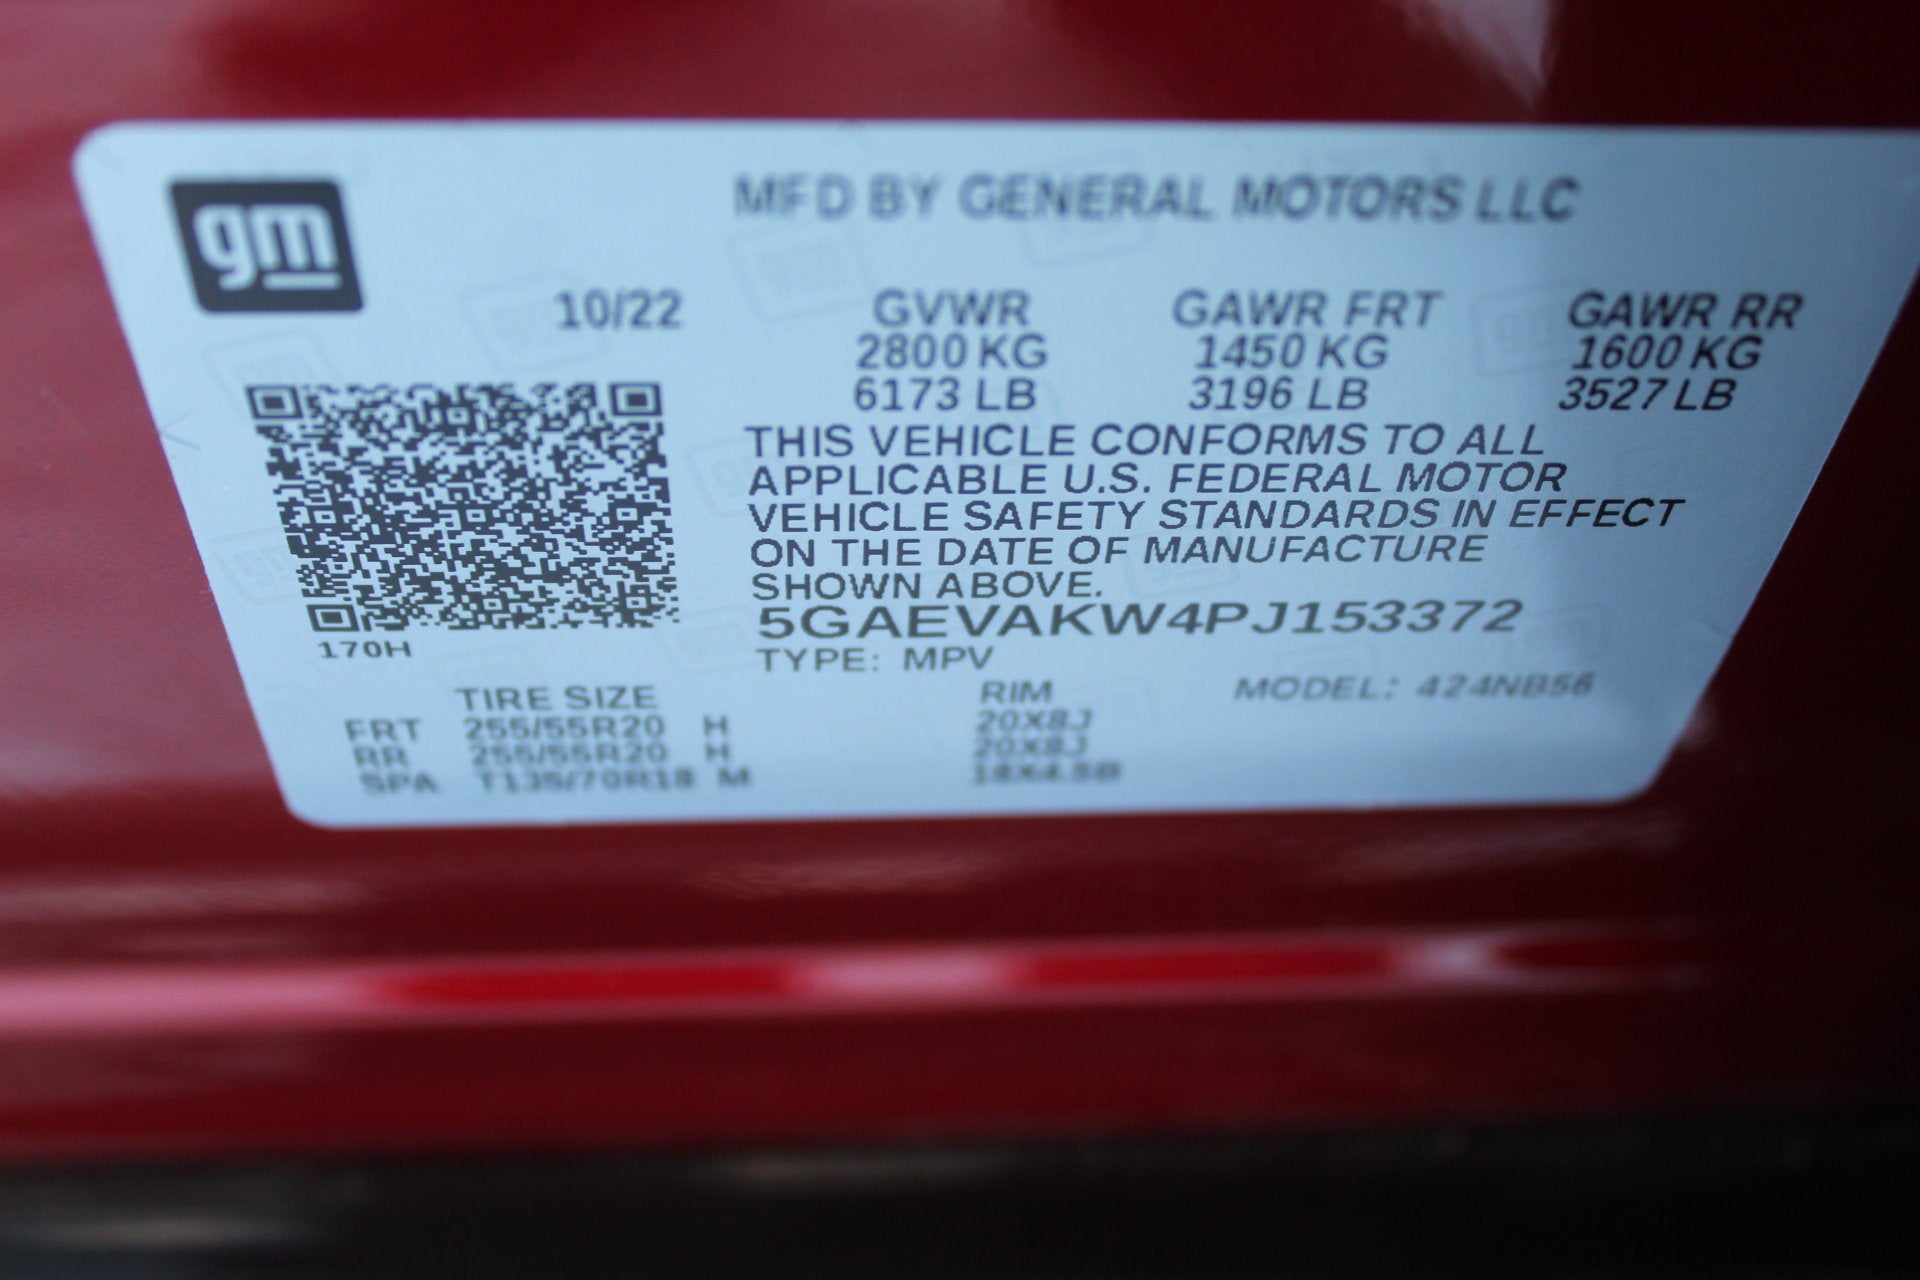 gm
MFD BY GENERAL MOTORS LLC
10/22 GVWR GAWR FRT GAWR RR
2800 KG 1450 KG 1600 KG
6173 LB 3196 LB 3527 LB
THIS VEHICLE CONFORMS TO ALL
APPLICABLE U.S. FEDERAL MOTOR
VEHICLE SAFETY STANDARDS IN EFFECT
ON THE DATE OF MANUFACTURE
SHOWN ABOVE.
5GAEVAKW4PJ153372
170H
TYPE: MPV
TIRE SIZE RIM MODEL: 424NB56
FRT 255/55R20 H 20X8J
RR 255/55R20 H 20X8J
SPA T135/70R18 M 18X4.5B